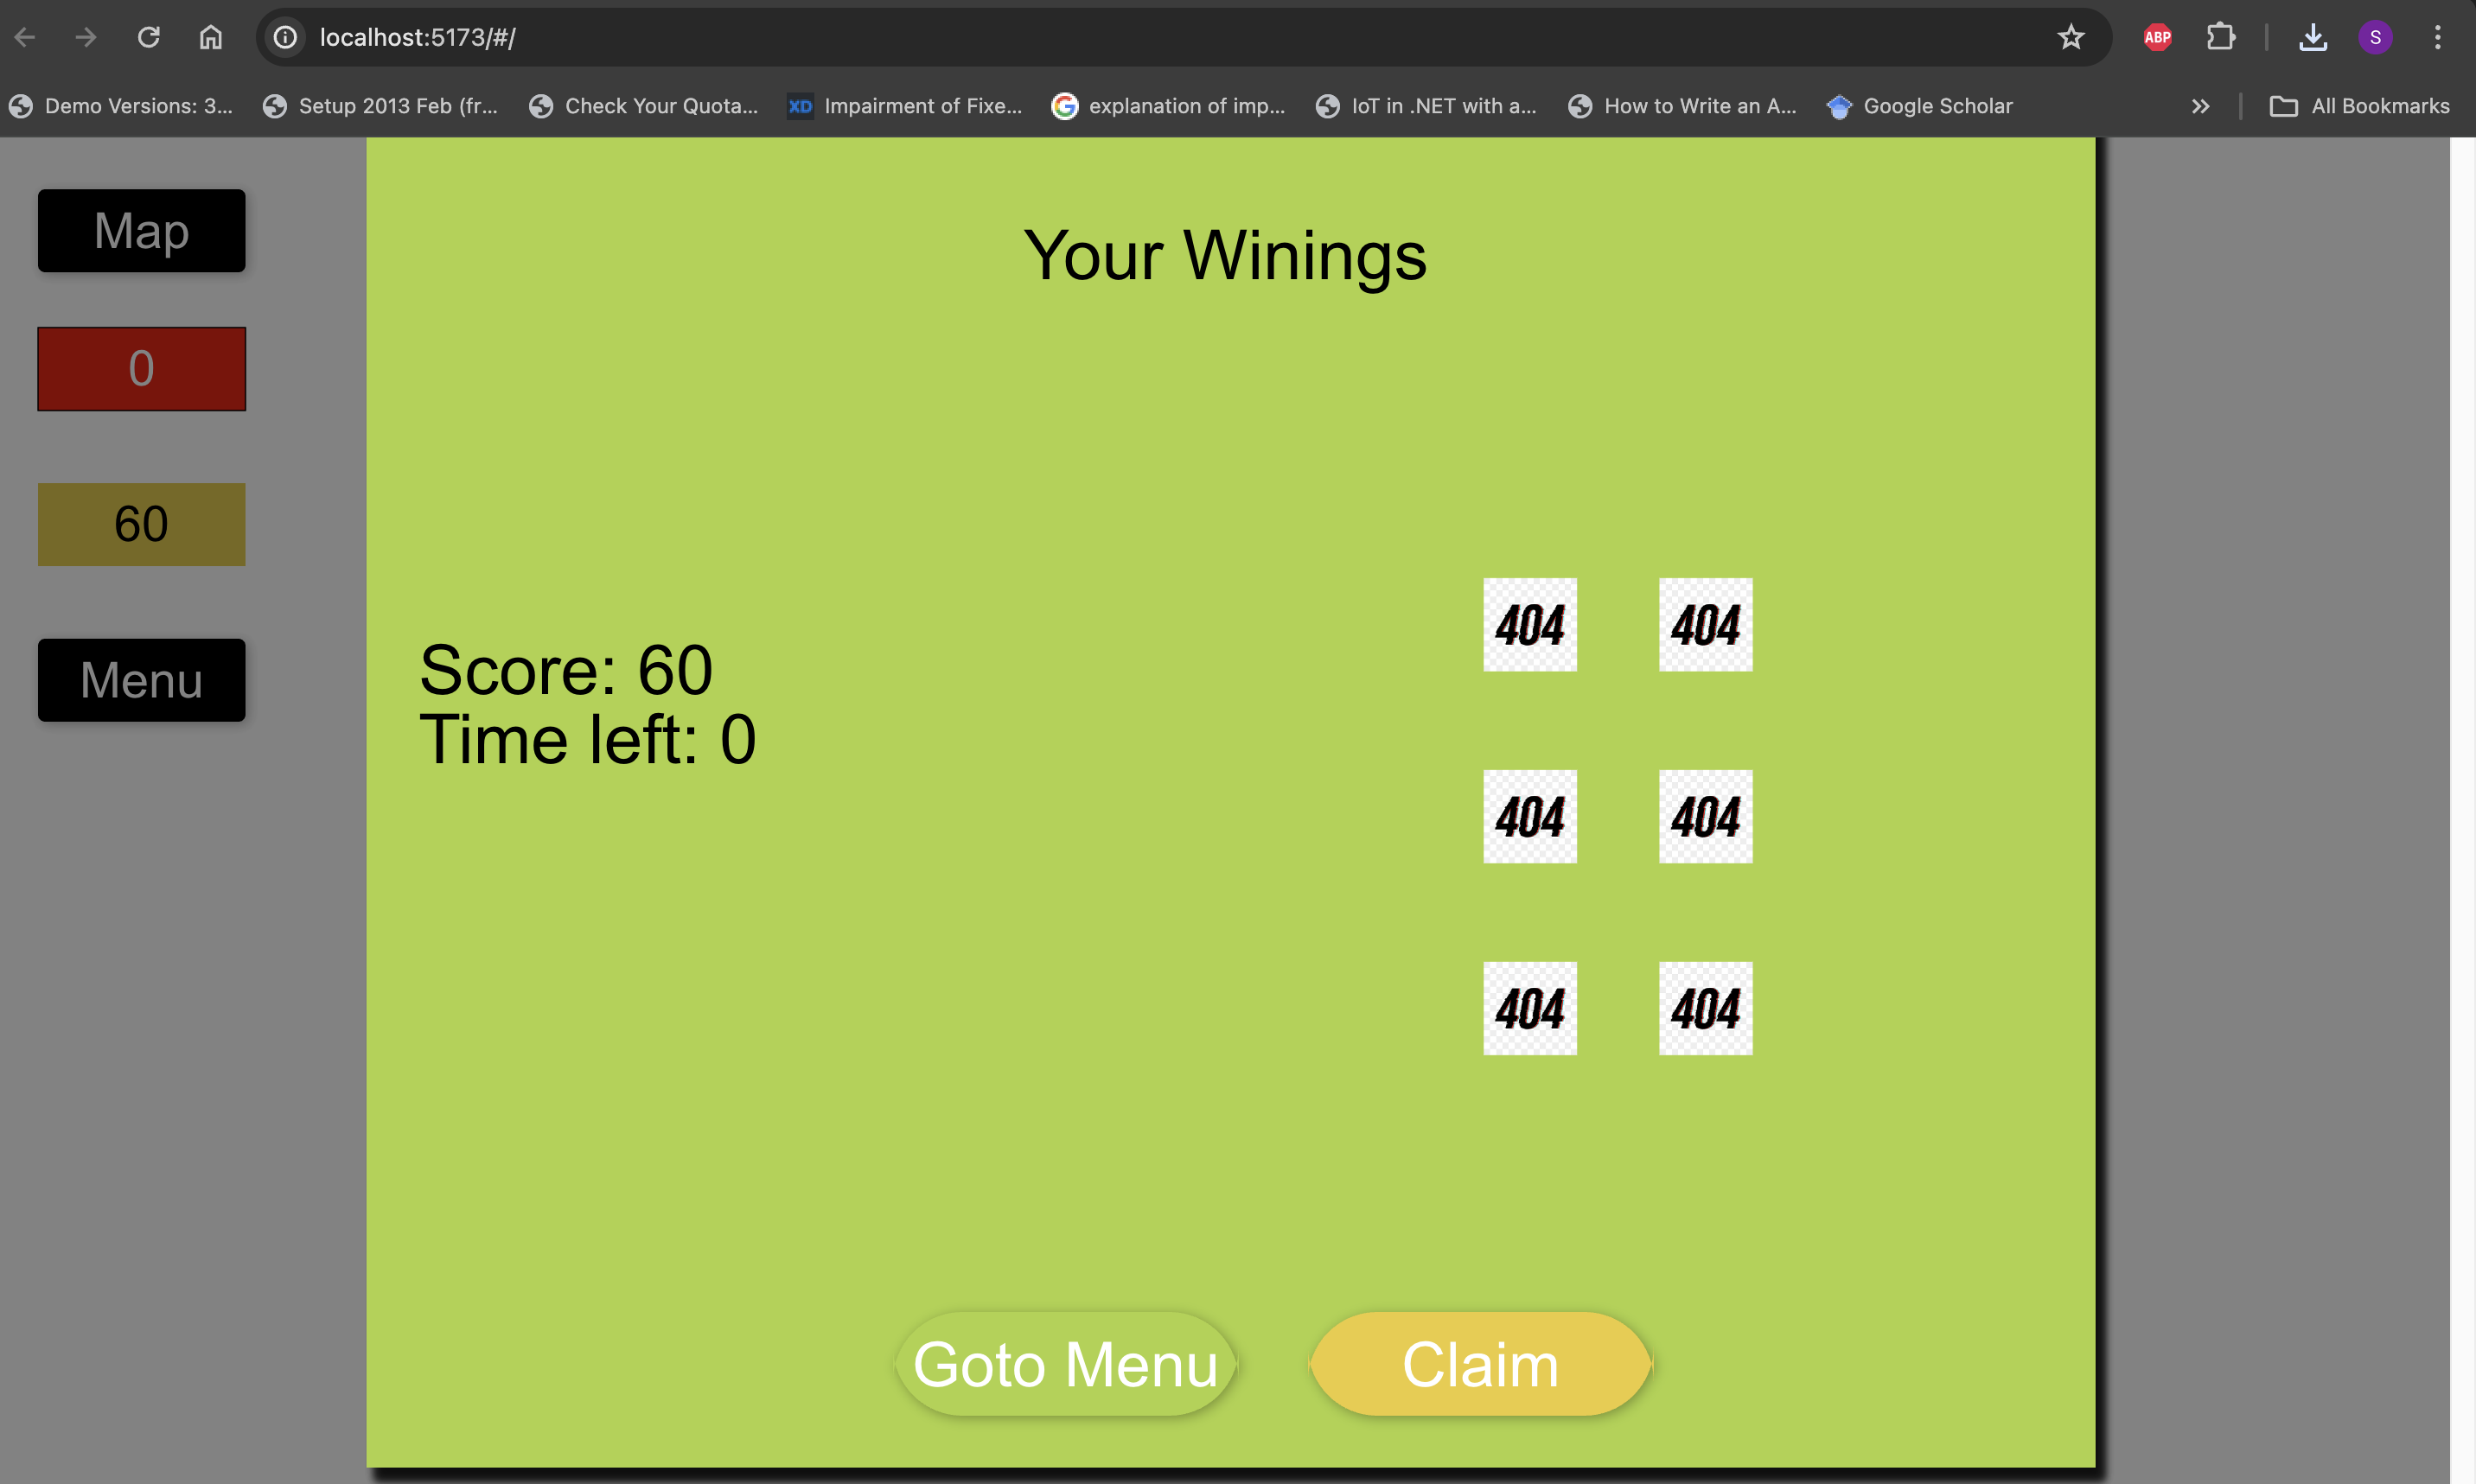 localhost:5173/#/
ABP
S
Demo Versions: 3...
Setup 2013 Feb (fr...
Check Your Quota...
XD Impairment of Fixe...
G explanation of imp...
IoT in .NET with a...
How to Write an A...
Google Scholar
All Bookmarks
Map
0
60
Menu
Your Winings
Score: 60
Time left: 0
404 404
404 404
404 404
Goto Menu
Claim